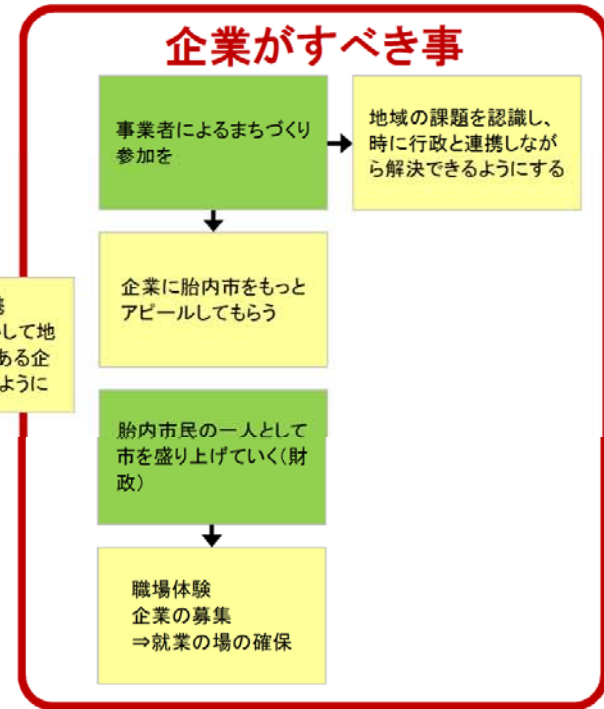 企業がすべき事
事業者によるまちづくり
参加を
地域の課題を認識し、
時に行政と連携しなが
ら解決できるようにする
企業に胎内市をもっと
アピールしてもらう
して地
ある企
ように
胎内市民の一人として
市を盛り上げていく(財
政)
職場体験
企業の募集
⇒就業の場の確保